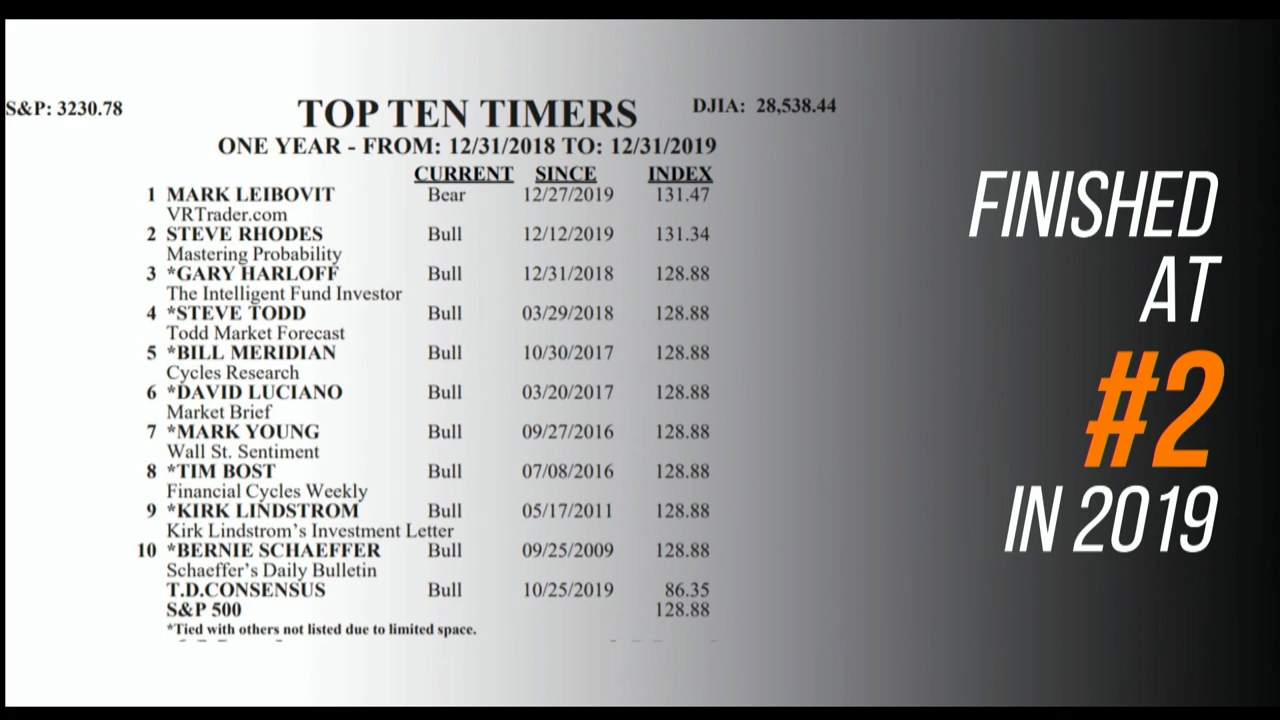 S&P: 3230.78
TOP TEN TIMERS
DJIA: 28,538.44
ONE YEAR - FROM: 12/31/2018 TO: 12/31/2019
CURRENT SINCE INDEX
1 MARK LEIBOVIT Bear 12/27/2019 131.47
VRTrader.com
2 STEVE RHODES Bull 12/12/2019 131.34
Mastering Probability
3 *GARY HARLOFF Bull 12/31/2018 128.88
The Intelligent Fund Investor
4 *STEVE TODD Bull 03/29/2018 128.88
Todd Market Forecast
5 *BILL MERIDIAN Bull 10/30/2017 128.88
Cycles Research
6 *DAVID LUCIANO Bull 03/20/2017 128.88
Market Brief
7 *MARK YOUNG Bull 09/27/2016 128.88
Wall St. Sentiment
8 *TIM BOST Bull 07/08/2016 128.88
Financial Cycles Weekly
9 *KIRK LINDSTROM Bull 05/17/2011 128.88
Kirk Lindstrom's Investment Letter
10 *BERNIE SCHAEFFER Bull 09/25/2009 128.88
Schaeffer's Daily Bulletin
T.D.CONSENSUS Bull 10/25/2019 86.35
S&P 500 128.88
*Tied with others not listed due to limited space.
FINISHED
AT
#2
IN 2019